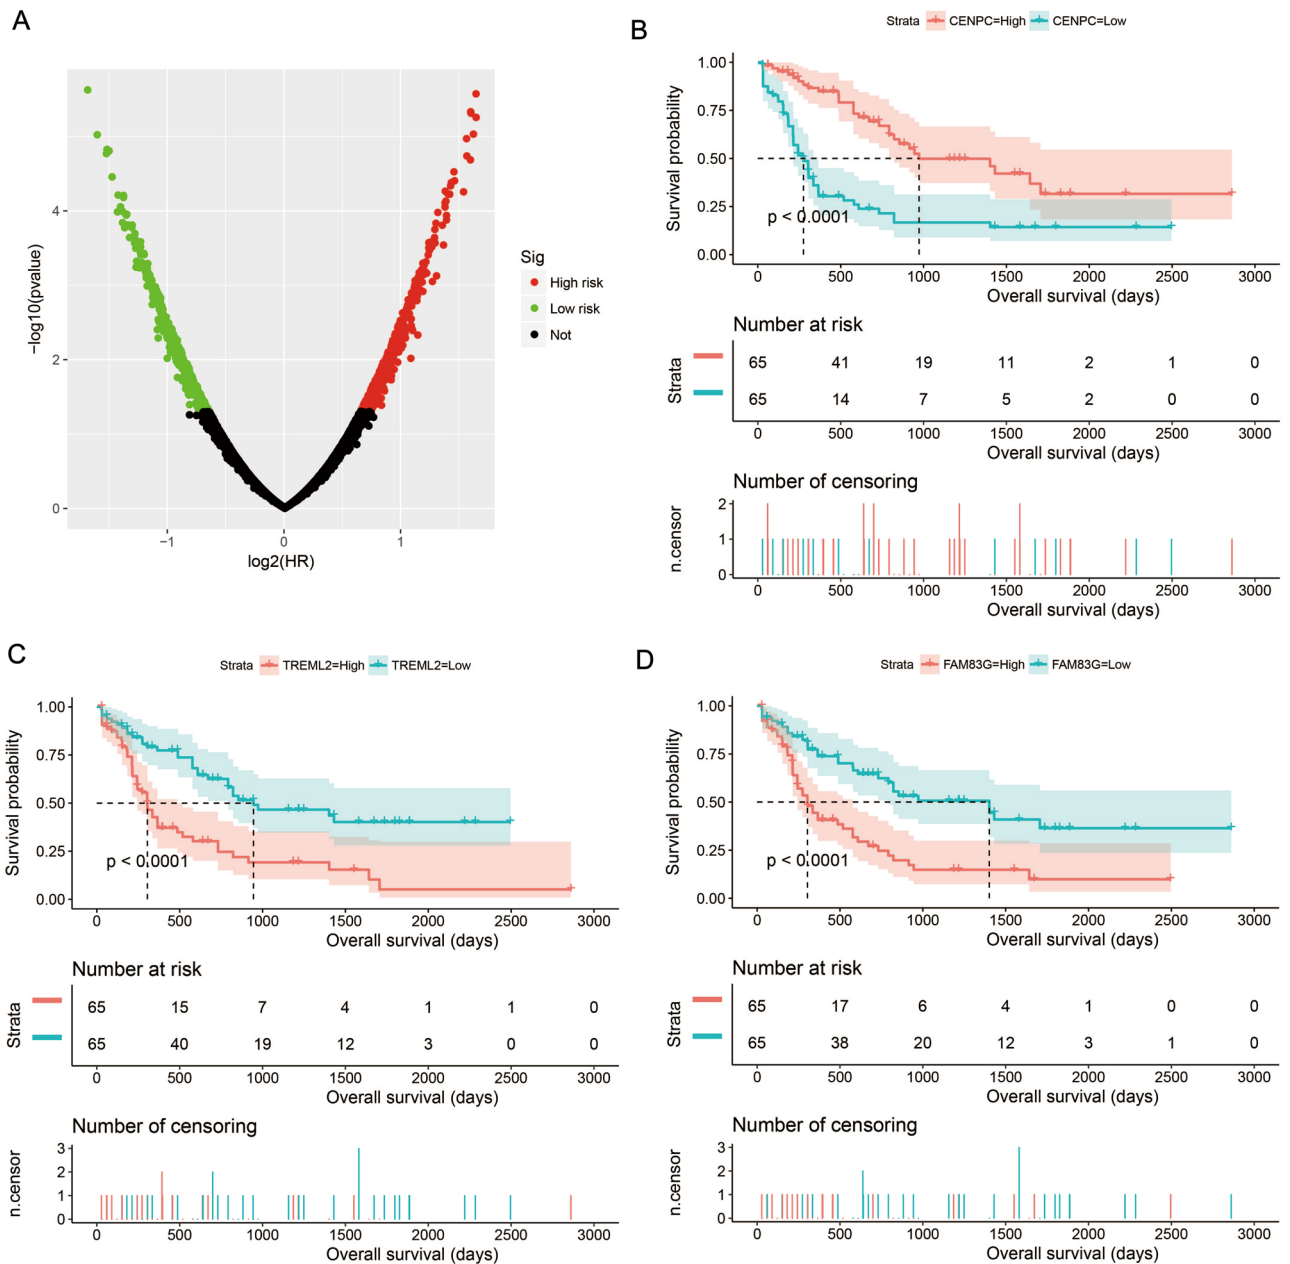 A
−log10(pvalue)
4
2
0
−1 0 1
log2(HR)
Sig
High risk
Low risk
Not
B
Strata CENPC=High CENPC=Low
Survival probability
1.00
0.75
0.50
0.25
0.00
p < 0.0001
0 500 1000 1500 2000 2500 3000
Overall survival (days)
Number at risk
Strata
65 41 19 11 2 1 0
65 14 7 5 2 0 0
0 500 1000 1500 2000 2500 3000
Overall survival (days)
Number of censoring
n.censor
2
1
0
0 500 1000 1500 2000 2500 3000
Overall survival (days)
C
Strata TREML2=High TREML2=Low
Survival probability
1.00
0.75
0.50
0.25
0.00
p < 0.0001
0 500 1000 1500 2000 2500 3000
Overall survival (days)
Number at risk
Strata
65 15 7 4 1 1 0
65 40 19 12 3 0 0
0 500 1000 1500 2000 2500 3000
Overall survival (days)
Number of censoring
n.censor
3
2
1
0
0 500 1000 1500 2000 2500 3000
Overall survival (days)
D
Strata FAM83G=High FAM83G=Low
Survival probability
1.00
0.75
0.50
0.25
0.00
p < 0.0001
0 500 1000 1500 2000 2500 3000
Overall survival (days)
Number at risk
Strata
65 17 6 4 1 0 0
65 38 20 12 3 1 0
0 500 1000 1500 2000 2500 3000
Overall survival (days)
Number of censoring
n.censor
3
2
1
0
0 500 1000 1500 2000 2500 3000
Overall survival (days)